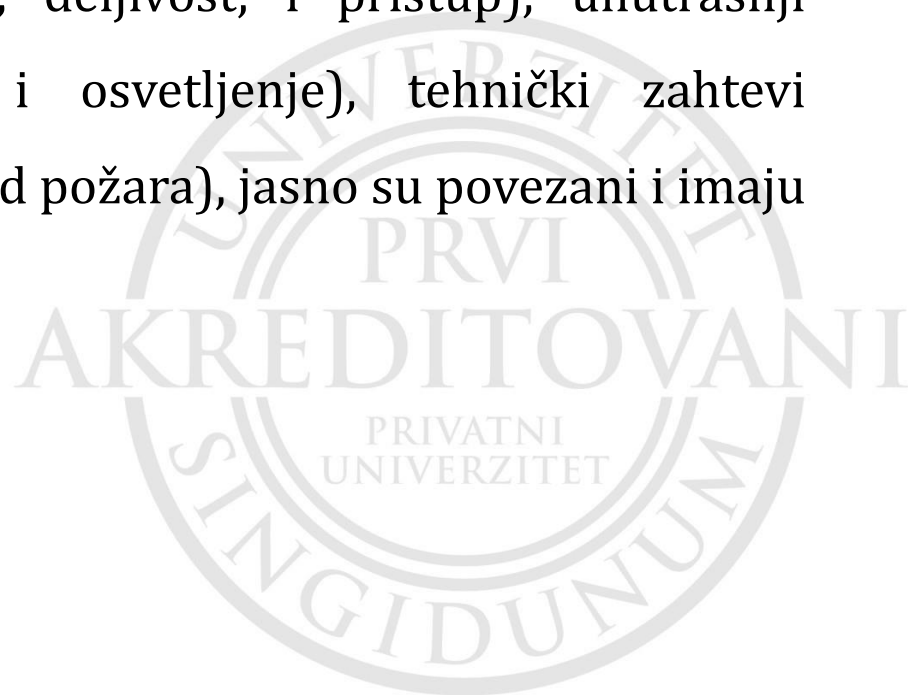 , deljivost, i pristup), unutrašnji
i osvetljenje), tehnički zahtevi
d požara), jasno su povezani i imaju
UNIVERZITET
PRVI
AKREDITOVANI
PRIVATNI
UNIVERZITET
SINGIDUNUM